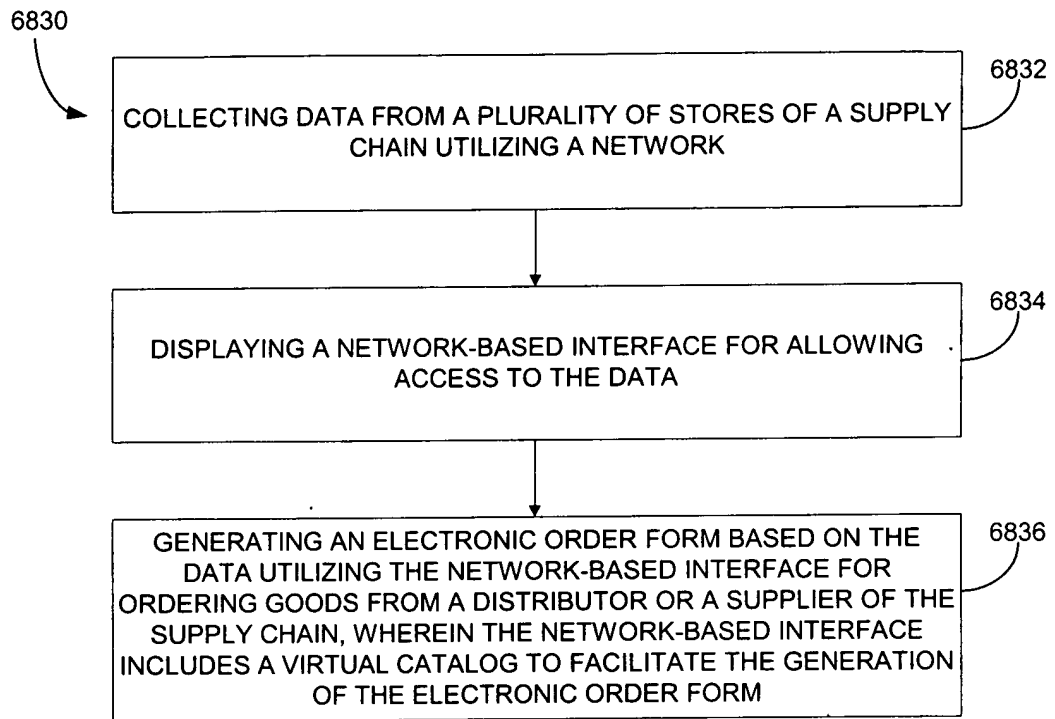 6830
6832
COLLECTING DATA FROM A PLURALITY OF STORES OF A SUPPLY
CHAIN UTILIZING A NETWORK
6834
DISPLAYING A NETWORK-BASED INTERFACE FOR ALLOWING
ACCESS TO THE DATA
6836
GENERATING AN ELECTRONIC ORDER FORM BASED ON THE
DATA UTILIZING THE NETWORK-BASED INTERFACE FOR
ORDERING GOODS FROM A DISTRIBUTOR OR A SUPPLIER OF THE
SUPPLY CHAIN, WHEREIN THE NETWORK-BASED INTERFACE
INCLUDES A VIRTUAL CATALOG TO FACILITATE THE GENERATION
OF THE ELECTRONIC ORDER FORM